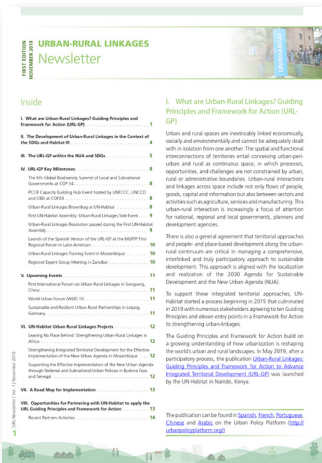 FIRST EDITION
NOVEMBER 2019
URBAN-RURAL LINKAGES
Newsletter
Inside
I. What are Urban-Rural Linkages? Guiding Principles and
Framework for Action (URL-GP) 1
II. The Development of Urban-Rural Linkages in the Context of
the SDGs and Habitat III 4
III. The URL-GP within the NUA and SDGs 5
IV. URL-GP Key Milestones 8
The 6th Global Biodiversity Summit of Local and Subnational
Governments at COP 14 8
PCCB Capacity Building Hub Event hosted by UNFCCC, UNCCD
and CBD at COP24 8
Urban-Rural Linkages Breakfast at UN-Habitat 8
First UN-Habitat Assembly: Urban-Rural Linkages Side Event 9
Urban-Rural Linkages Resolution passed during the First UN-Habitat
Assembly 9
Launch of the Spanish Version of the URL-GP at the MUFPP First
Regional Forum in Latin-American 10
Urban-Rural Linkages Training Event in Mozambique 10
Regional Expert Group Meeting in Zanzibar 10
V. Upcoming Events 11
First International Forum on Urban-Rural Linkages in Songyang,
China 11
World Urban Forum (WUF) 10 11
Sustainable and Resilient Urban-Rural Partnerships in Leipzig,
Germany 11
VI. UN-Habitat Urban-Rural Linkages Projects 12
Leaving No Place Behind: Strengthening Urban-Rural Linkages in
Africa 12
Strengthening Integrated Territorial Development for the Effective
Implementation of the New Urban Agenda in Mozambique 12
Supporting the Effective Implementation of the New Urban Agenda
through National and Subnational Urban Policies in Burkina Faso
and Senegal 12
VII. A Road Map for Implementation 13
VIII. Opportunities for Partnering with UN-Habitat to apply the
URL Guiding Principles and Framework for Action 13
Recent Partners Activities 14
I. What are Urban-Rural Linkages? Guiding
Principles and Framework for Action (URL-
GP)
Urban and rural spaces are inextricably linked economically,
socially and environmentally and cannot be adequately dealt
with in isolation from one another. The spatial and functional
interconnections of territories entail conceiving urban-peri-
urban and rural as continuous space, in which processes,
opportunities, and challenges are not constrained by urban,
rural or administrative boundaries. Urban-rural interactions
and linkages across space include not only flows of people,
goods, capital and information but also between sectors and
activities such as agriculture, services and manufacturing. This
urban-rural interaction is increasingly a focus of attention
for national, regional and local governments, planners and
development agencies.
There is also a general agreement that territorial approaches
and people- and place-based development along the urban-
rural continuum are critical in managing a comprehensive,
interlinked and truly participatory approach to sustainable
development. This approach is aligned with the localization
and realization of the 2030 Agenda for Sustainable
Development and the New Urban Agenda (NUA).
To support these integrated territorial approaches, UN-
Habitat started a process beginning in 2015 that culminated
in 2019 with numerous stakeholders agreeing to ten Guiding
Principles and eleven entry points in a Framework for Action
to strengthening urban-linkages.
The Guiding Principles and Framework for Action build on
a growing understanding of how urbanization is reshaping
the world's urban and rural landscapes. In May 2019, after a
participatory process, the publication Urban-Rural Linkages:
Guiding Principles and Framework for Action to Advance
Integrated Territorial Development (URL-GP) was launched
by the UN-Habitat in Nairobi, Kenya.
The publication can be found in Spanish, French, Portuguese,
Chinese and Arabic on the Urban Policy Platform (http://
urbanpolicyplatform.org/)